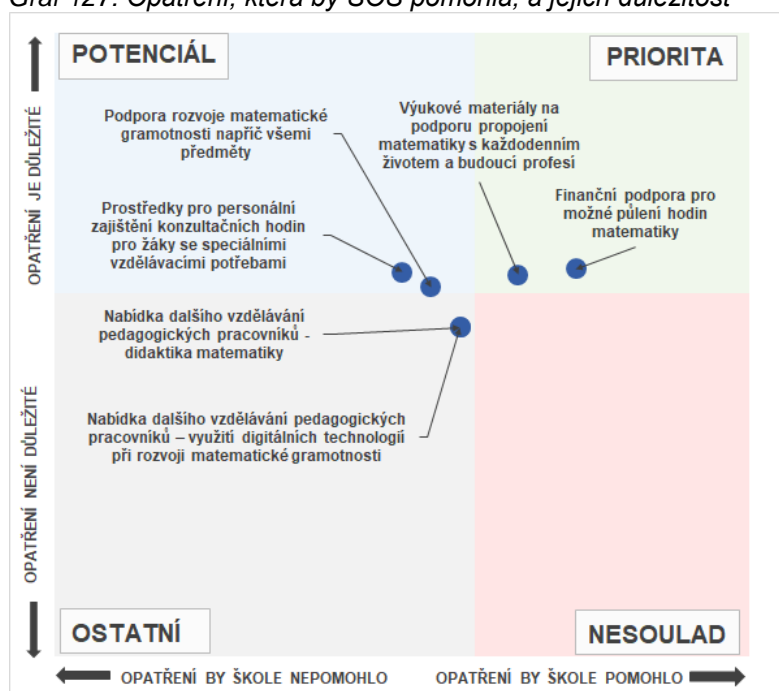 Graf 127: Opatření, která by SOŠ pomohla, a jejich důležitost
POTENCIÁL
PRIORITA
Podpora rozvoje matematické
gramotnosti napříč všemi
předměty
Výukové materiály na
podporu propojení
matematiky s každodenním
životem a budoucí profesí
Prostředky pro personální
zajištění konzultačních hodin
pro žáky se speciálními
vzdělávacími potřebami
Finanční podpora pro
možné půlení hodin
matematiky
Nabídka dalšího vzdělávání
pedagogických pracovníků -
didaktika matematiky
Nabídka dalšího vzdělávání pedagogických
pracovníků – využití digitálních technologií
při rozvoji matematické gramotnosti
OPATŘENÍ JE DŮLEŽITÉ
OPATŘENÍ NENÍ DŮLEŽITÉ
OSTATNÍ
NESOULAD
OPATŘENÍ BY ŠKOLE NEPOMOHLO
OPATŘENÍ BY ŠKOLE POMOHLO